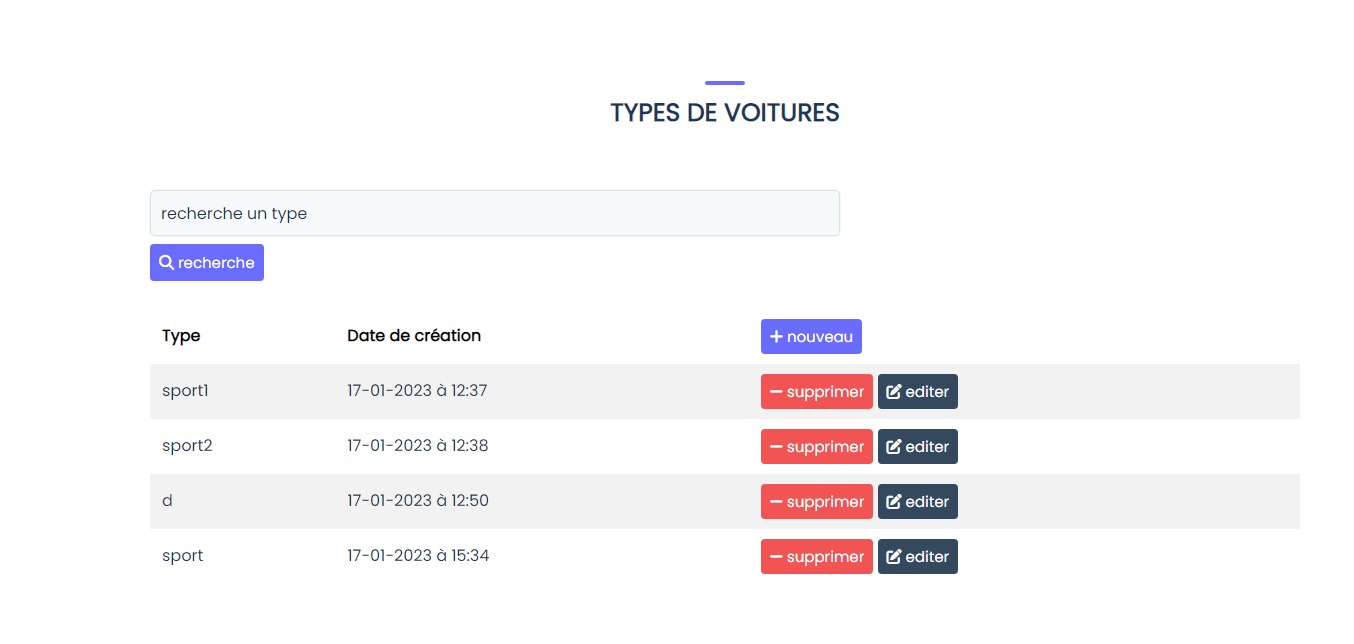 TYPES DE VOITURES
recherche un type
recherche
Type Date de création nouveau
sport1 17-01-2023 à 12:37 supprimer editer
sport2 17-01-2023 à 12:38 supprimer editer
d 17-01-2023 à 12:50 supprimer editer
sport 17-01-2023 à 15:34 supprimer editer